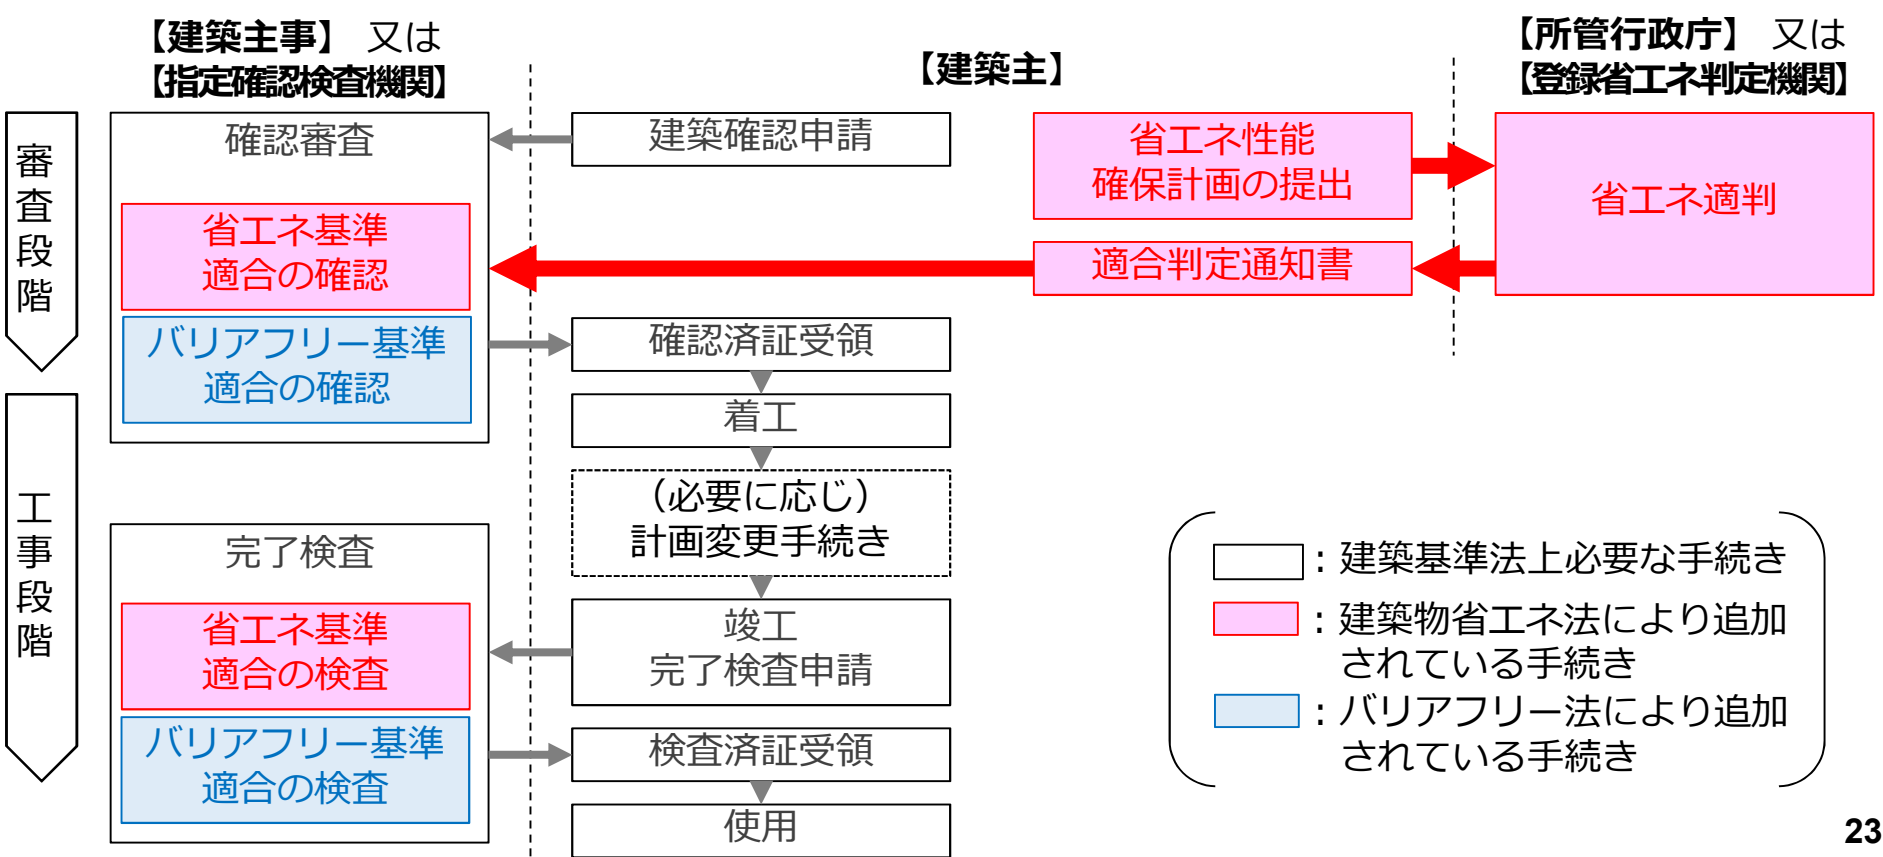 【建築主事】 又は
【指定確認検査機関】
【建築主】
【所管行政庁】 又は
【登録省エネ判定機関】
審査段階
確認審査
建築確認申請
省エネ性能
確保計画の提出
省エネ適判
省エネ基準
適合の確認
適合判定通知書
バリアフリー基準
適合の確認
確認済証受領
着工
（必要に応じ）
計画変更手続き
工事段階
完了検査
省エネ基準
適合の検査
竣工
完了検査申請
バリアフリー基準
適合の検査
検査済証受領
使用
：建築基準法上必要な手続き
：建築物省エネ法により追加
されている手続き
：バリアフリー法により追加
されている手続き
23